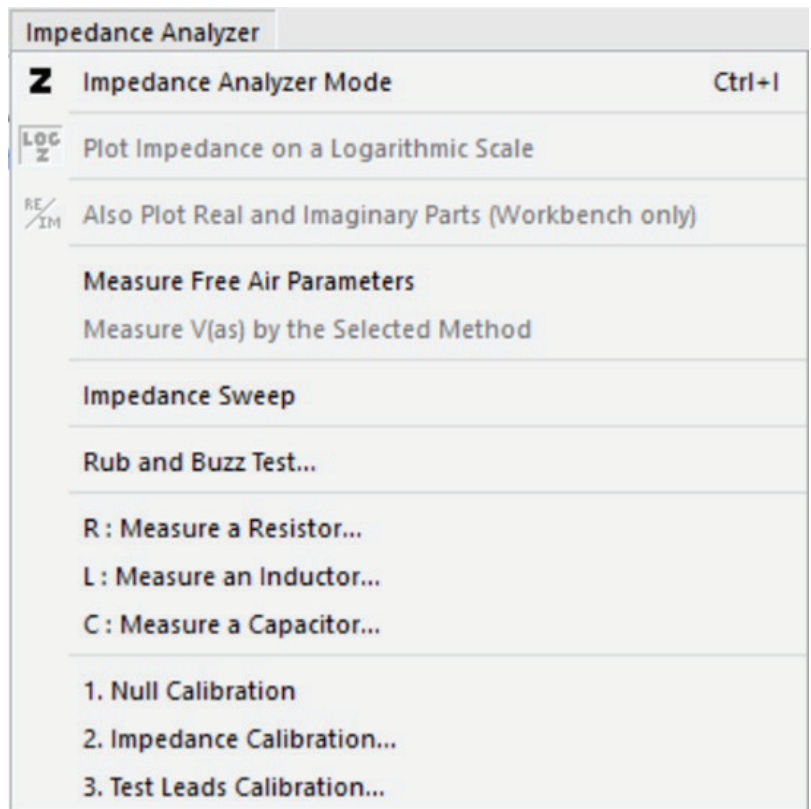 Impedance Analyzer
Z Impedance Analyzer Mode Ctrl+I
LOG Z Plot Impedance on a Logarithmic Scale
RE/IM Also Plot Real and Imaginary Parts (Workbench only)
Measure Free Air Parameters
Measure V(as) by the Selected Method
Impedance Sweep
Rub and Buzz Test...
R : Measure a Resistor...
L : Measure an Inductor...
C : Measure a Capacitor...
1. Null Calibration
2. Impedance Calibration...
3. Test Leads Calibration...